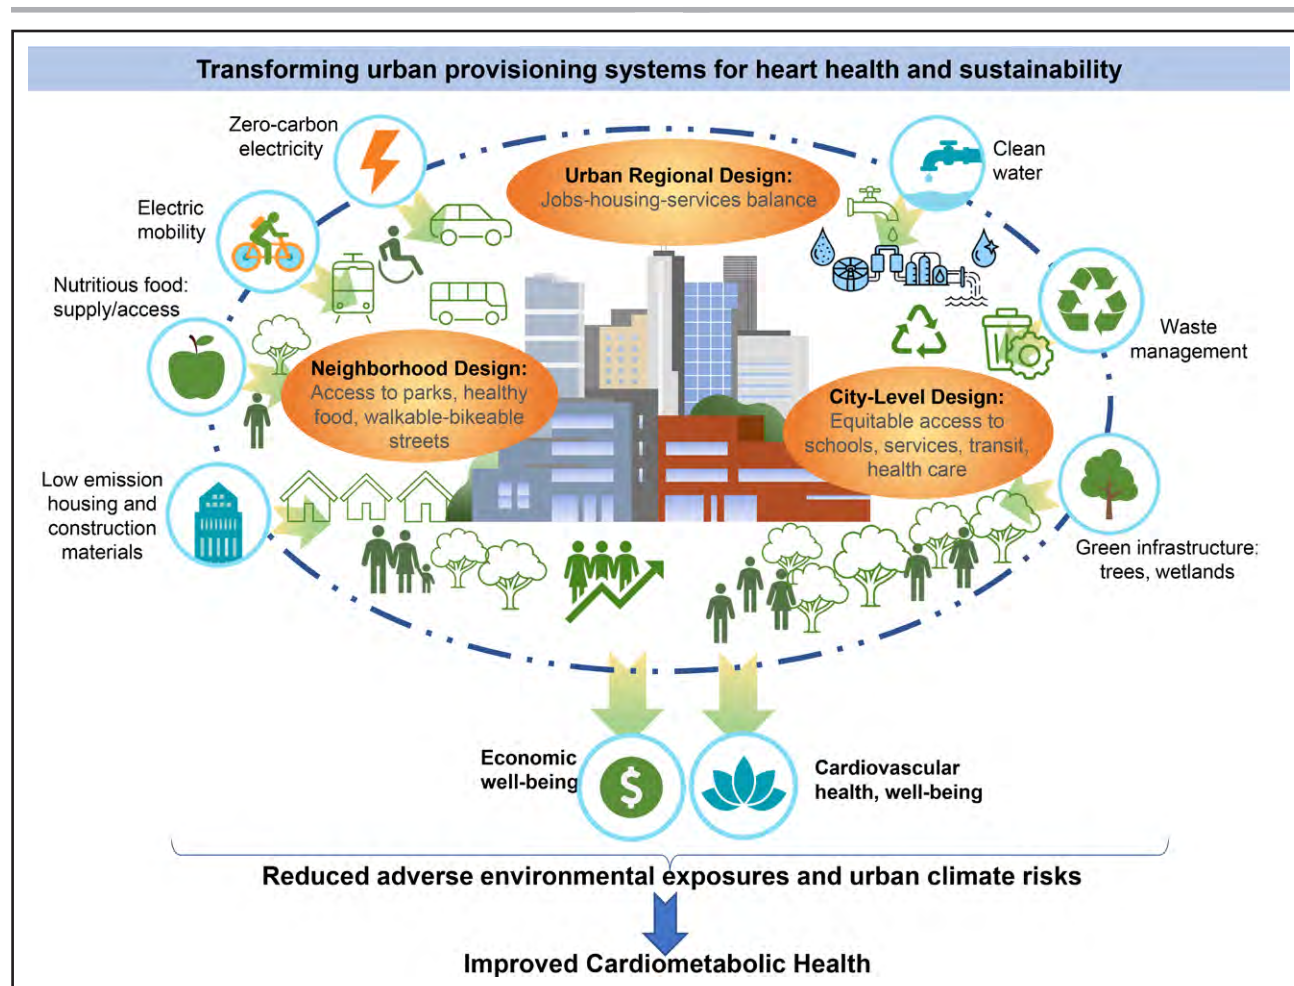 Transforming urban provisioning systems for heart health and sustainability
Zero-carbon
electricity
Urban Regional Design:
Jobs-housing-services balance
Clean
water
Electric
mobility
Nutritious food:
supply/access
Waste
management
Neighborhood Design:
Access to parks, healthy
food, walkable-bikeable
streets
City-Level Design:
Equitable access to
schools, services, transit,
health care
Low emission
housing and
construction
materials
Green infrastructure:
trees, wetlands
Economic
well-being
$
Cardiovascular
health, well-being
Reduced adverse environmental exposures and urban climate risks
Improved Cardiometabolic Health